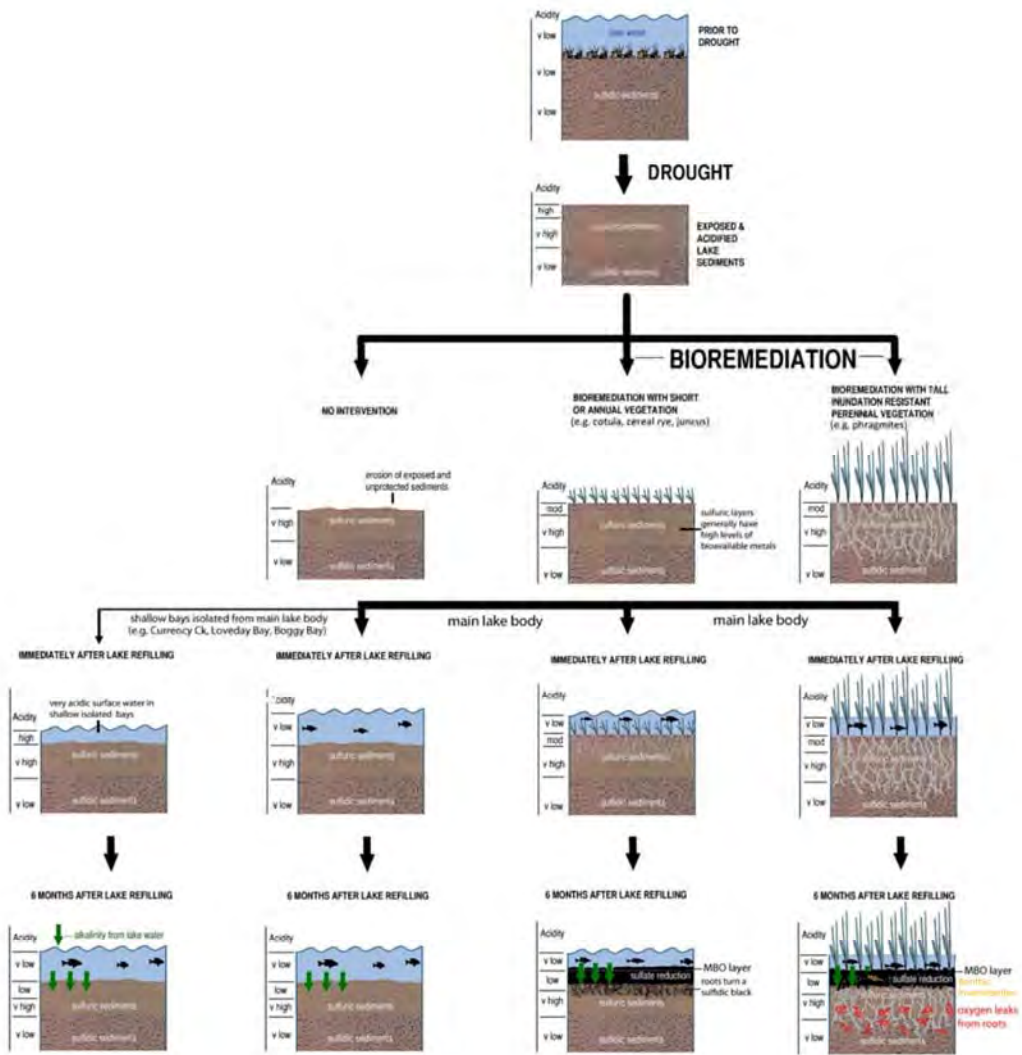 Acidity
v low
v low
v low
lake water
sulfidic sediments
PRIOR TO
DROUGHT
DROUGHT
Acidity
high
v high
v low
sulfidic sediments
EXPOSED &
ACIDIFIED
LAKE
SEDIMENTS
BIOREMEDIATION
NO INTERVENTION
BIOREMEDIATION WITH SHORT
OR ANNUAL VEGETATION
(e.g. cotula, cereal rye, juncus)
BIOREMEDIATION WITH TALL
INUNDATION RESISTANT
PERENNIAL VEGETATION
(e.g. phragmites)
Acidity
v high
v low
erosion of exposed and
unprotected sediments
sulfuric sediments
sulfidic sediments
Acidity
mod
v high
v low
sulfuric sediments
sulfidic sediments
sulfuric layers
generally have
high levels of
bioavailable metals
Acidity
mod
v high
v low
sulfidic sediments
shallow bays isolated from main lake body
(e.g. Currency Ck, Loveday Bay, Boggy Bay)
main lake body
main lake body
IMMEDIATELY AFTER LAKE REFILLING
IMMEDIATELY AFTER LAKE REFILLING
IMMEDIATELY AFTER LAKE REFILLING
IMMEDIATELY AFTER LAKE REFILLING
very acidic surface water in
shallow isolated bays
Acidity
high
v high
v low
sulfuric sediments
sulfidic sediments
Acidity
v low
v high
v low
sulfuric sediments
sulfidic sediments
Acidity
v low
mod
v high
v low
sulfuric sediments
sulfidic sediments
Acidity
v low
mod
v high
v low
sulfidic sediments
6 MONTHS AFTER LAKE REFILLING
6 MONTHS AFTER LAKE REFILLING
6 MONTHS AFTER LAKE REFILLING
6 MONTHS AFTER LAKE REFILLING
Acidity
v low
low
v high
v low
alkalinity from lake water
sulfuric sediments
sulfidic sediments
Acidity
v low
low
v high
v low
sulfuric sediments
sulfidic sediments
Acidity
v low
low
v high
v low
sulfate reduction
sulfuric sediments
sulfidic sediments
MBO layer
roots turn a
sulfidic black
Acidity
v low
low
v high
v low
sulfate reduction
sulfidic sediments
MBO layer
oxygen leaks
from roots